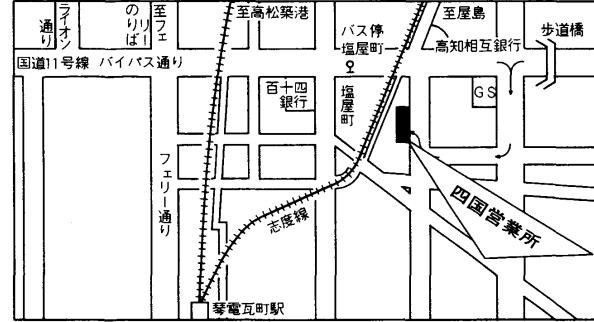 ライオン
通り
至フェ
リー
のりば
至高松築港
バス停
塩屋町
至屋島
高知相互銀行
歩道橋
国道11号線 バイパス通り
百十四
銀行
塩屋町
GS
フェリー通り
志度線
四国営業所
琴電瓦町駅